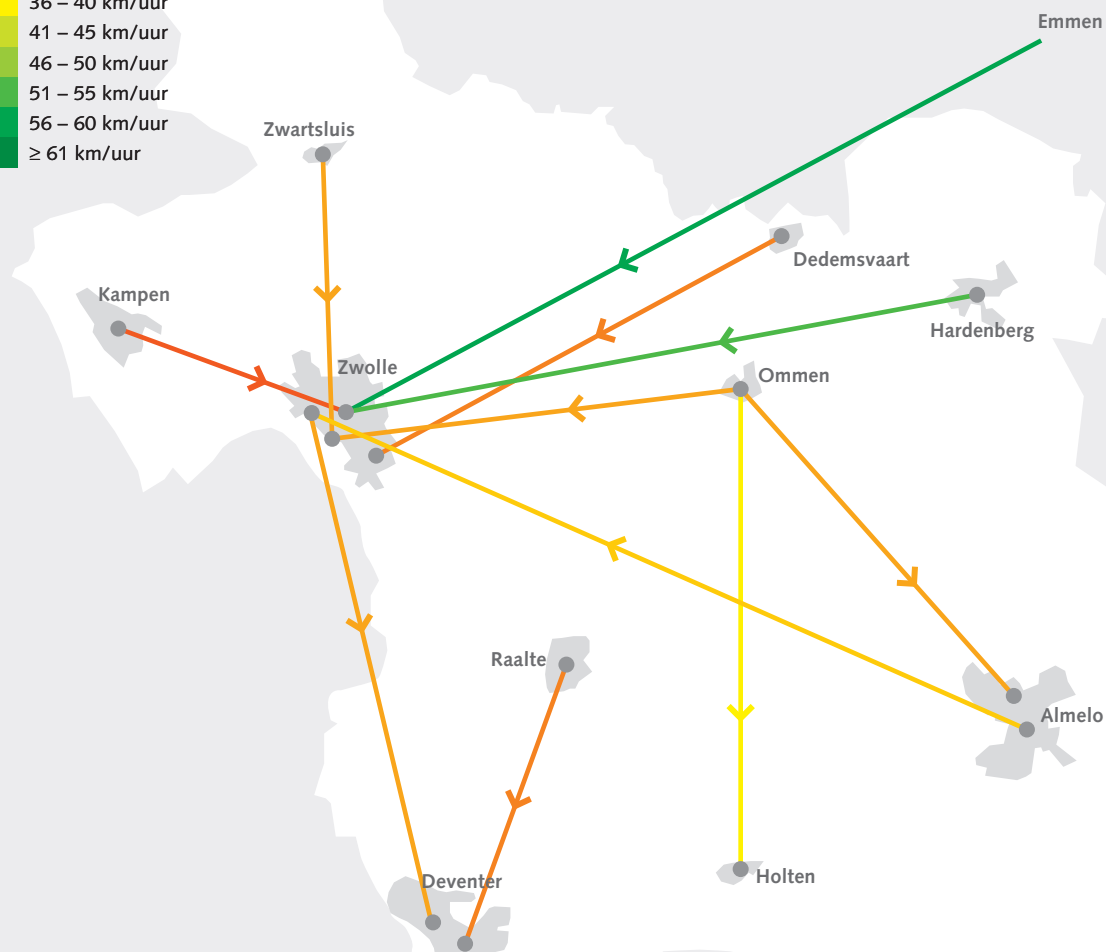 36 – 40 km/uur
41 – 45 km/uur
46 – 50 km/uur
51 – 55 km/uur
56 – 60 km/uur
≥ 61 km/uur
Emmen
Zwartsluis
Dedemsvaart
Kampen
Hardenberg
Zwolle
Ommen
Raalte
Almelo
Holten
Deventer